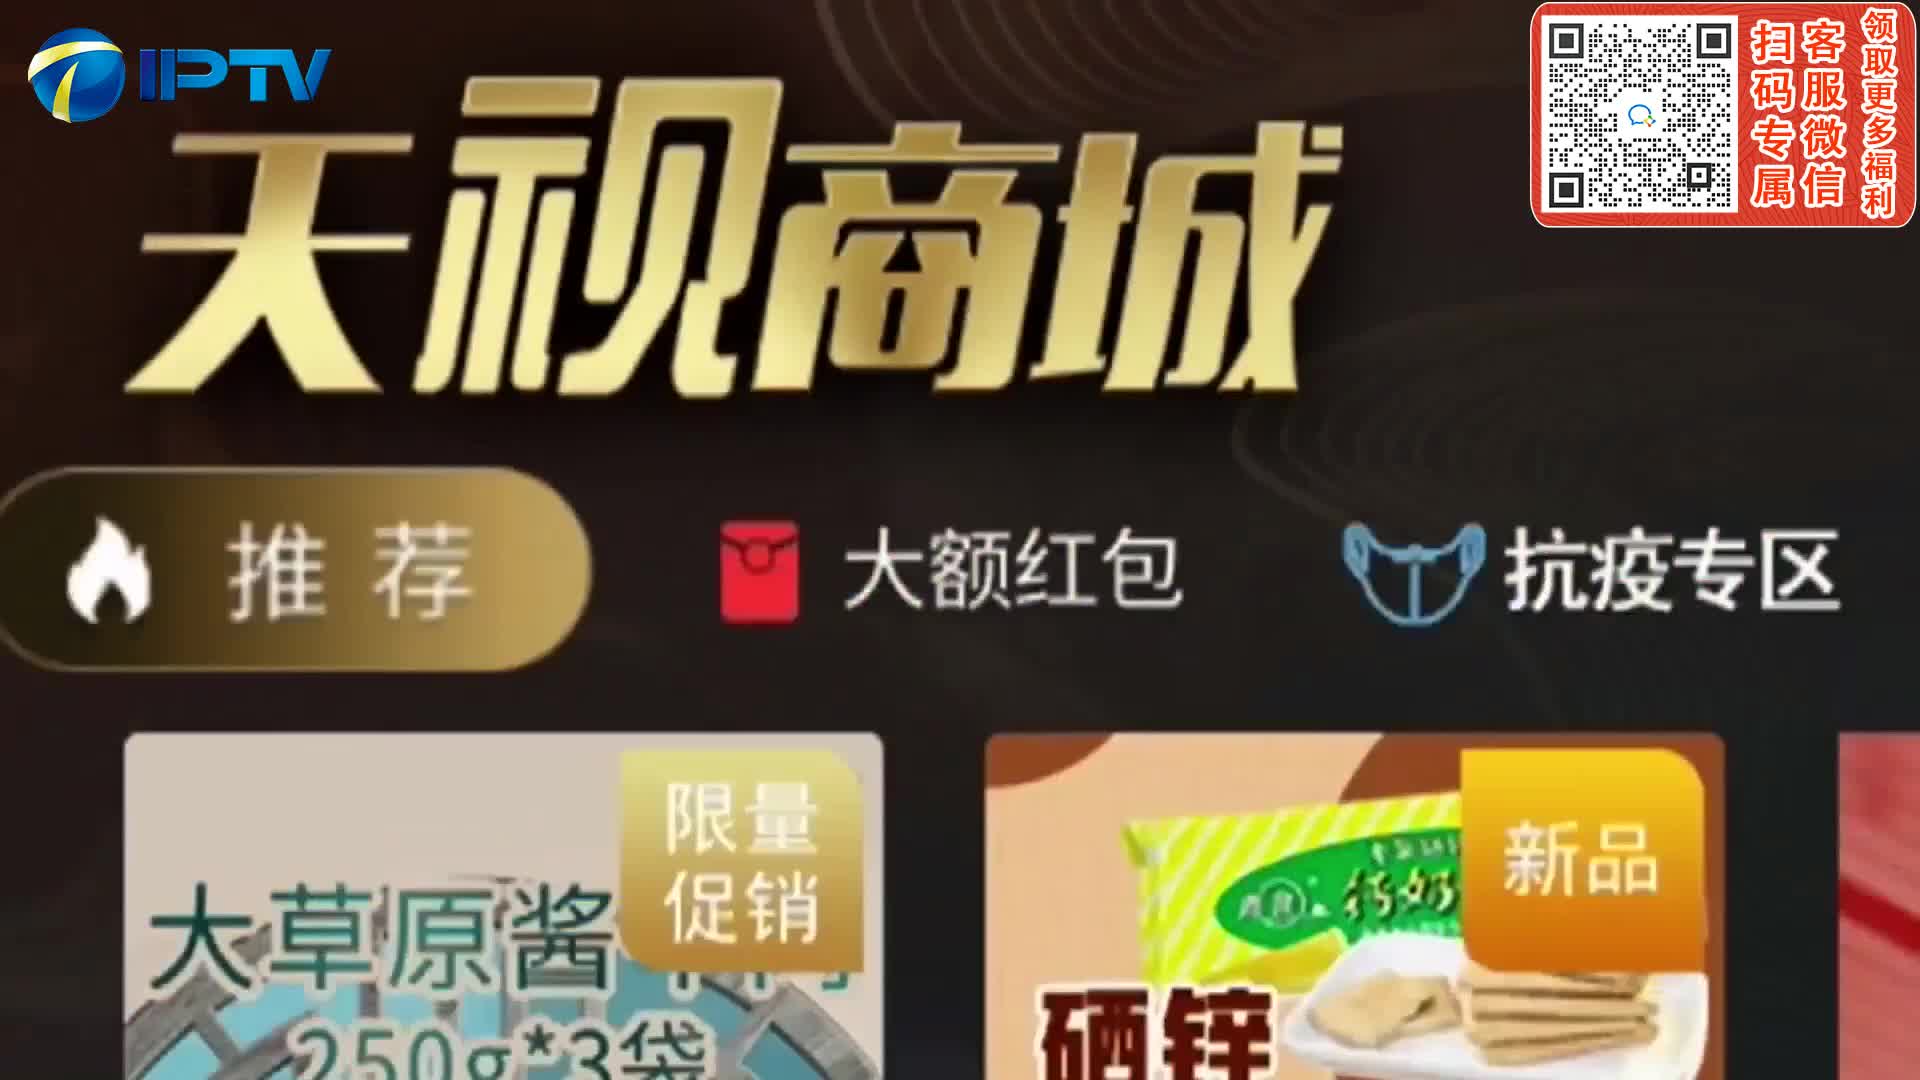 IPTV
天视商城
扫码专属
客服微信
领取更多福利
推荐
大额红包
抗疫专区
限量
促销
大草原酱
250g*3袋
新品
硒锌